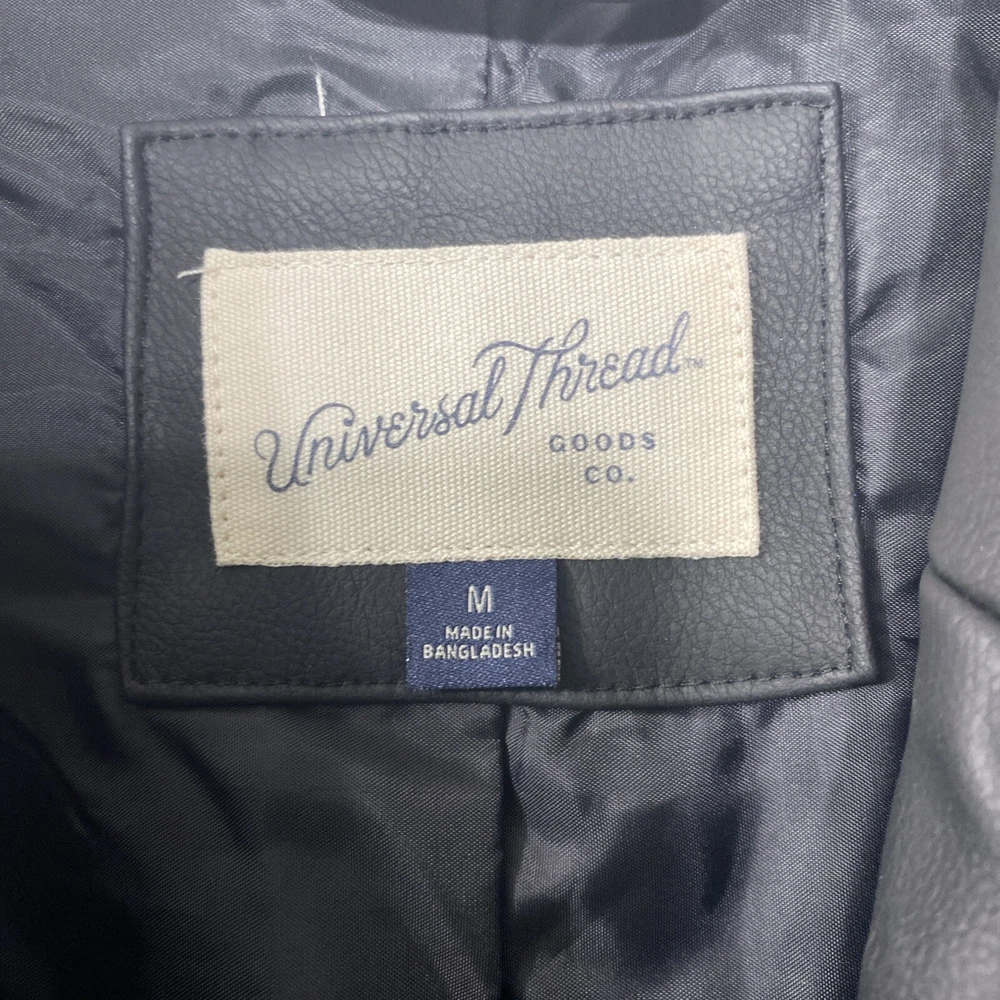 Universal Thread™
GOODS
CO.
M
MADE IN
BANGLADESH